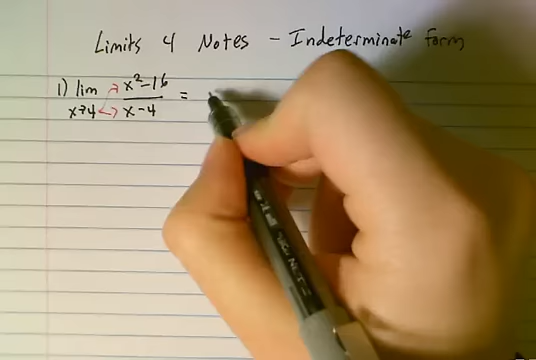 Limits 4 Notes - Indeterminate Form
1) lim x²-16 =
x→4 x-4